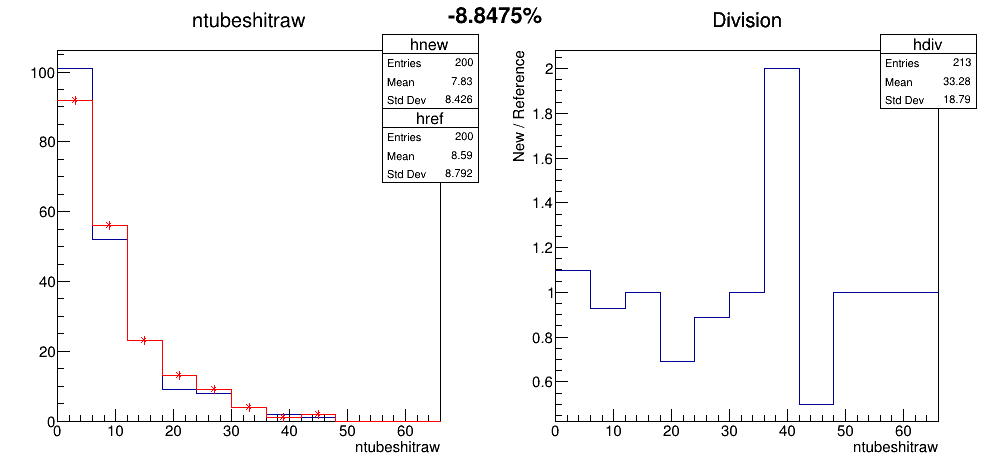 -8.8475%
ntubeshitraw
hnew
Entries 200
Mean 7.83
Std Dev 8.426
href
Entries 200
Mean 8.59
Std Dev 8.792
100
80
60
40
20
0
0 10 20 30 40 50 60
ntubeshitraw
Division
hdiv
Entries 213
Mean 33.28
Std Dev 18.79
New / Reference
2
1.8
1.6
1.4
1.2
1
0.8
0.6
0 10 20 30 40 50 60
ntubeshitraw